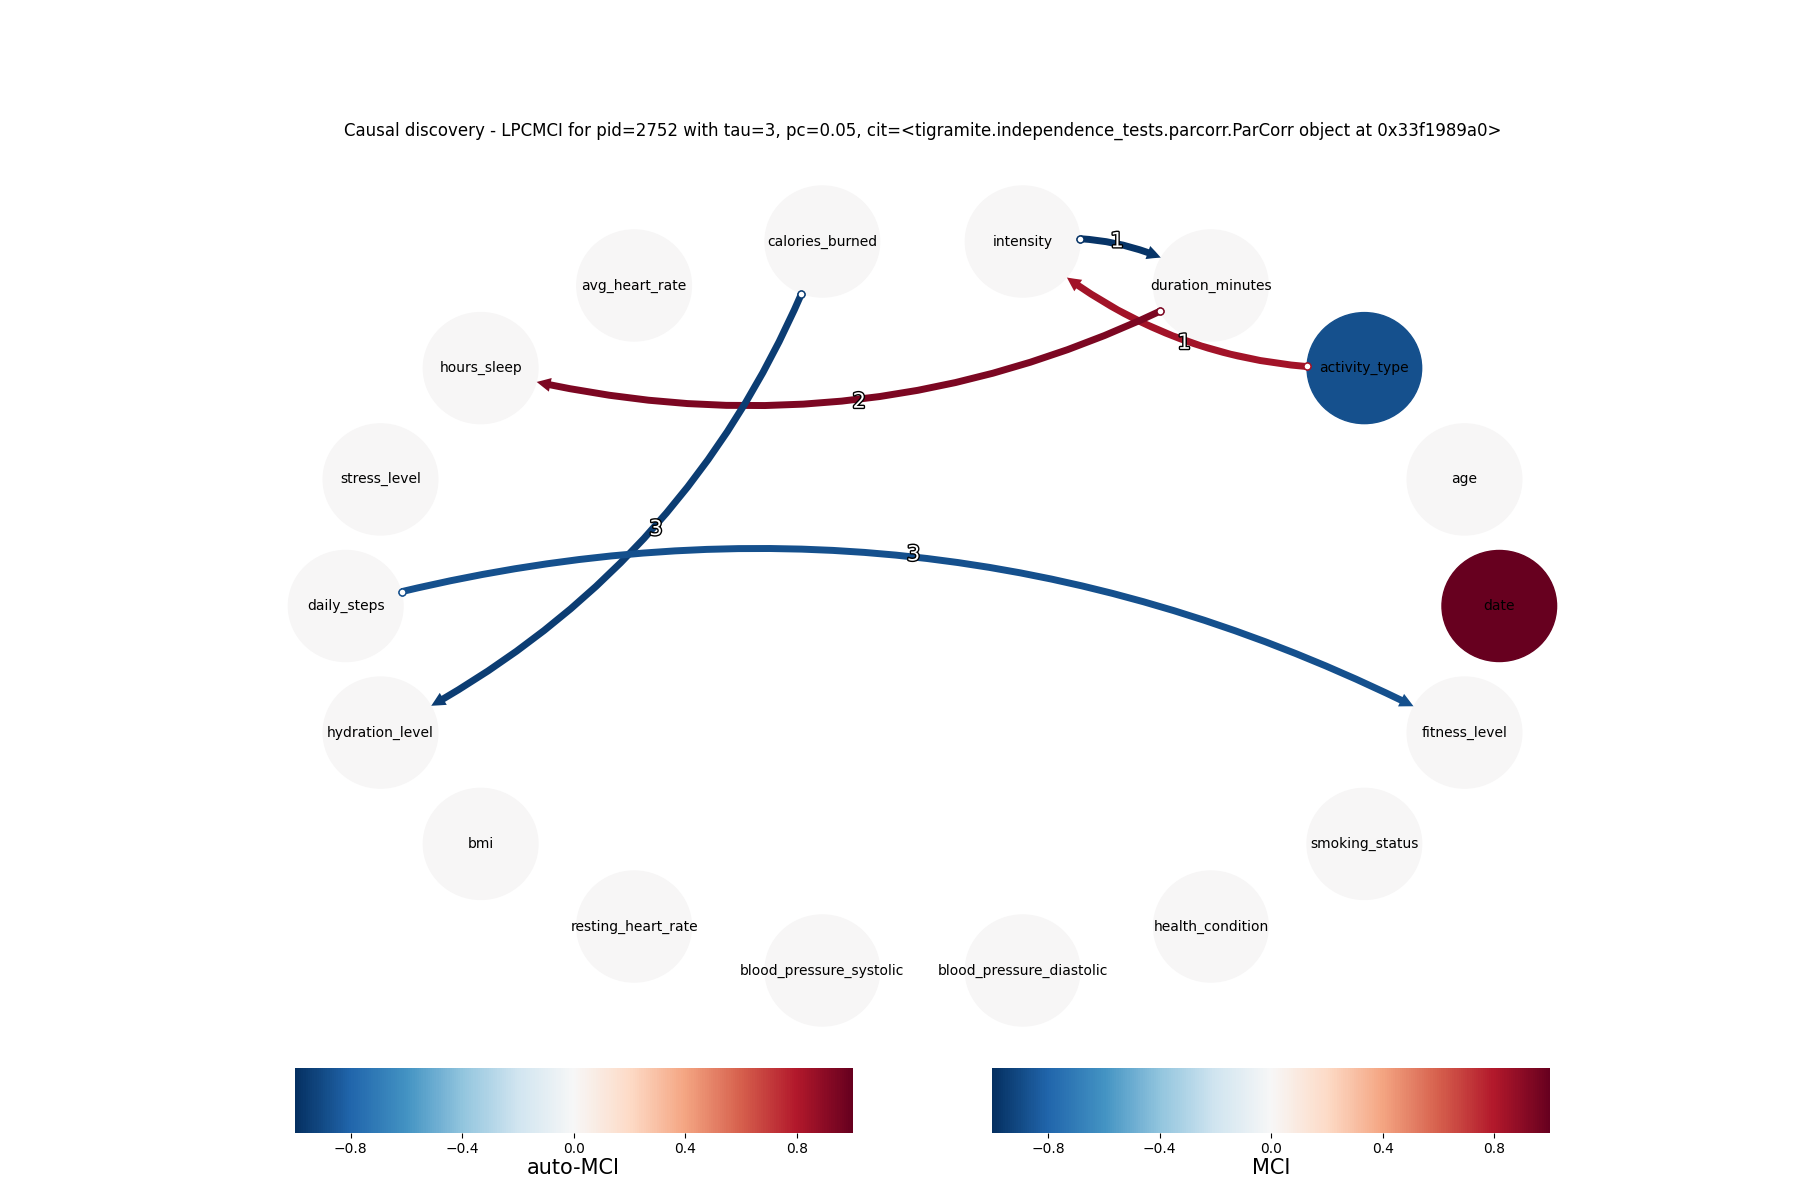 Causal discovery - LPCMCI for pid=2752 with tau=3, pc=0.05, cit=<tigramite.independence_tests.parcorr.ParCorr object at 0x33f1989a0>
calories_burned
intensity
1
avg_heart_rate
duration_minutes
1
hours_sleep
activity_type
2
stress_level
age
3
3
daily_steps
date
hydration_level
fitness_level
bmi
smoking_status
resting_heart_rate
health_condition
blood_pressure_systolic
blood_pressure_diastolic
−0.8 −0.4 0.0 0.4 0.8
auto-MCI
−0.8 −0.4 0.0 0.4 0.8
MCI